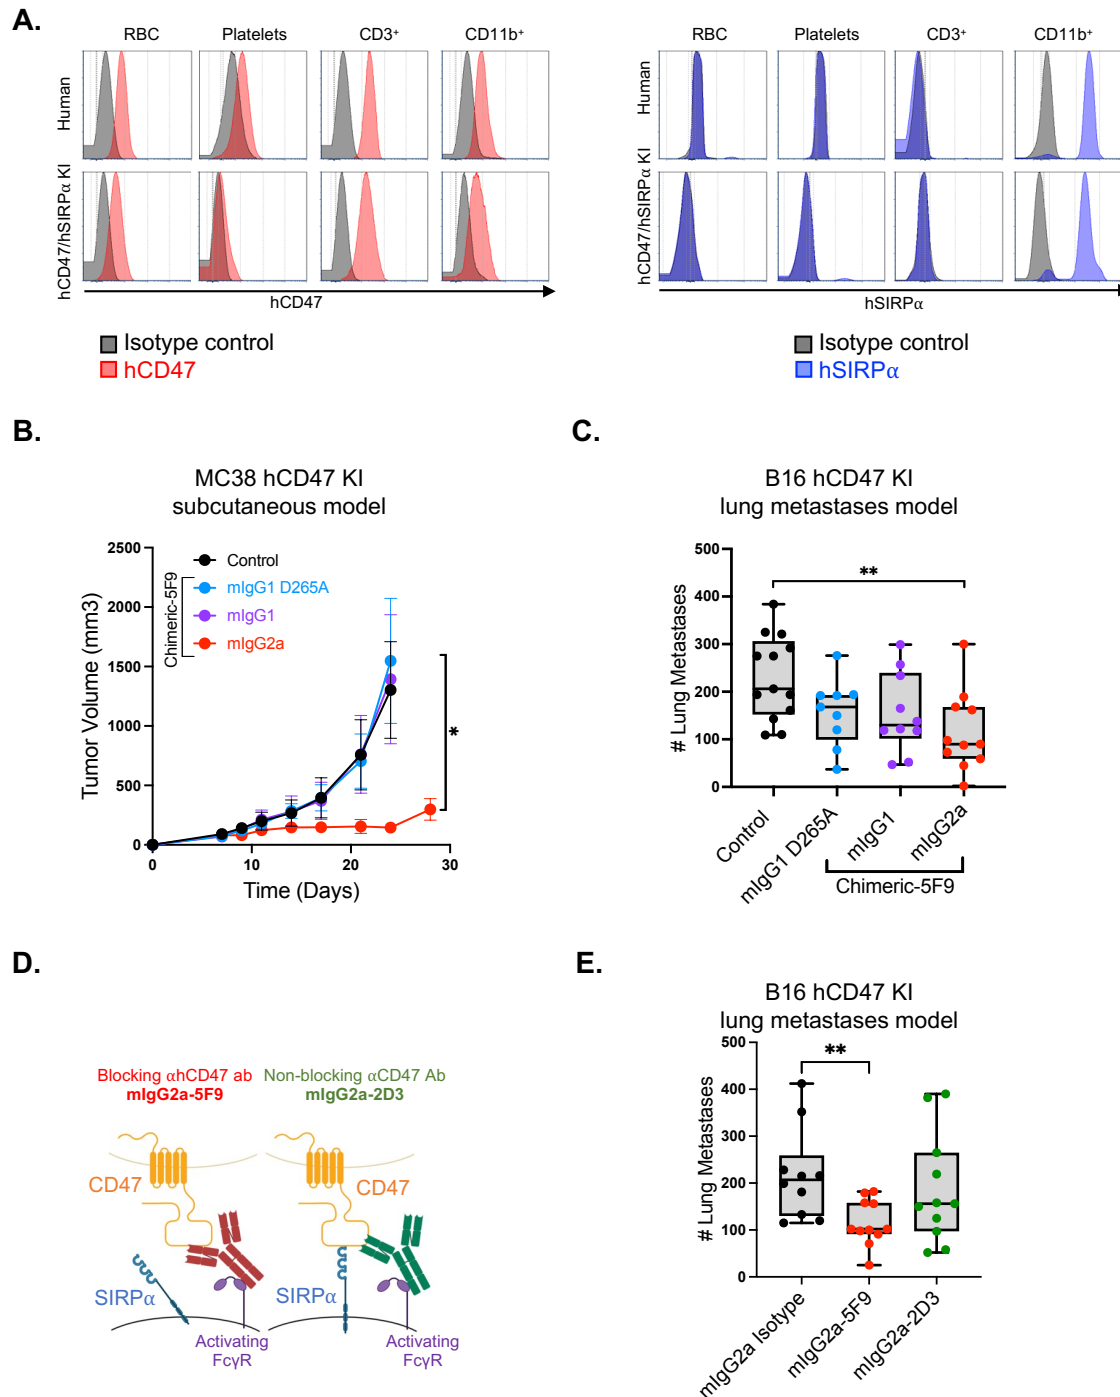 A.
RBC Platelets CD3⁺ CD11b⁺
RBC Platelets CD3⁺ CD11b⁺
Human
hCD47/hSIRPα KI
hCD47
Isotype control
hCD47
Human
hCD47/hSIRPα KI
hSIRPα
Isotype control
hSIRPα
B.
MC38 hCD47 KI
subcutaneous model
Tumor Volume (mm3)
2500
2000
1500
1000
500
0
0 10 20 30
Time (Days)
Control
Chimeric-5F9
mIgG1 D265A
mIgG1
mIgG2a
*
C.
B16 hCD47 KI
lung metastases model
# Lung Metastases
500
400
300
200
100
0
**
Control
mIgG1 D265A
mIgG1
mIgG2a
Chimeric-5F9
D.
Blocking αhCD47 ab
mIgG2a-5F9
Non-blocking αCD47 Ab
mIgG2a-2D3
CD47
CD47
SIRPα
SIRPα
Activating
FcγR
Activating
FcγR
E.
B16 hCD47 KI
lung metastases model
# Lung Metastases
500
400
300
200
100
0
**
mIgG2a Isotype
mIgG2a-5F9
mIgG2a-2D3